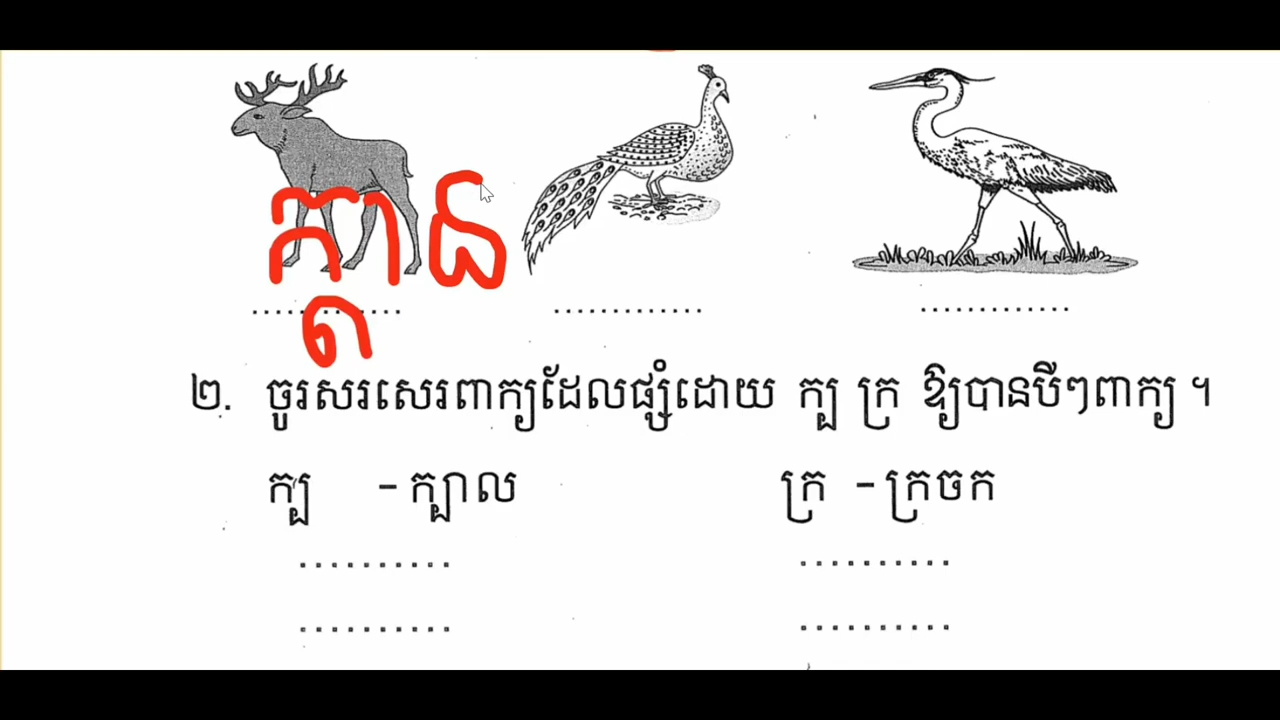 ក្តាន់
២. ចូរសរសេរពាក្យដែលផ្សំដោយ ក្ប ក្រ ឱ្យបានបីៗពាក្យ ។
ក្ប - ក្បាល ក្រ - ក្រចក